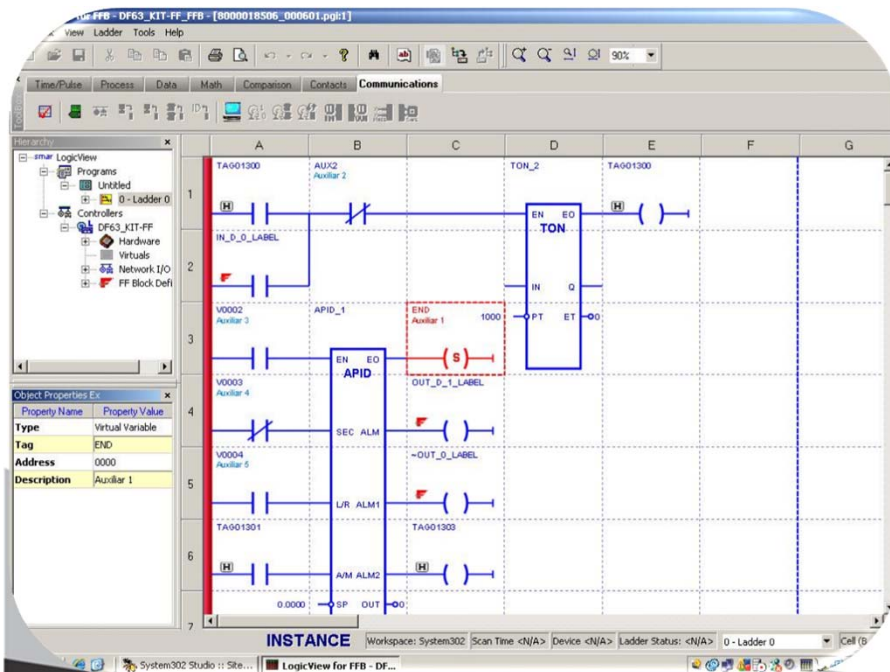 for FFB - DF63_KIT-FF_FFB - [8000018506_000601.pgi:1]
View Ladder Tools Help
90%
Time/Pulse Process Data Math Comparison Contacts Communications
Hierarchy
smar LogicView
Programs
Untitled
0 - Ladder 0
Controllers
DF63_KIT-FF
Hardware
Virtuals
Network I/O
FF Block Defi
Object Properties Ex
Property Name Property Value
Type Virtual Variable
Tag END
Address 0000
Description Auxiliar 1
A B C D E F G
1
TAG01300 AUX2 TON_2 TAG01300
Auxiliar 2
H H
EN EO
TON
2
IN_D_0_LABEL
IN Q
3
V0002 APID_1 END
Auxiliar 3 Auxiliar 1 1000 PT ET 0
S
EN EO
APID
4
V0003 OUT_D_1_LABEL
Auxiliar 4
SEC ALM
5
V0004 ~OUT_0_LABEL
Auxiliar 5
L/R ALM1
6
TAG01301 TAG01303
H H
A/M ALM2
7
0.0000 SP OUT 0
INSTANCE Workspace: System302 Scan Time <N/A> Device <N/A> Ladder Status: <N/A> 0 - Ladder 0 Cell (B
System302 Studio :: Site... LogicView for FFB - DF...